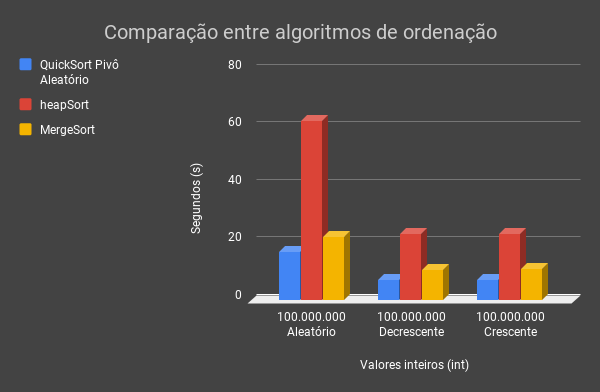 Comparação entre algoritmos de ordenação
QuickSort Pivô
Aleatório
heapSort
MergeSort
Segundos (s)
80
60
40
20
0
100.000.000
Aleatório
100.000.000
Decrescente
100.000.000
Crescente
Valores inteiros (int)